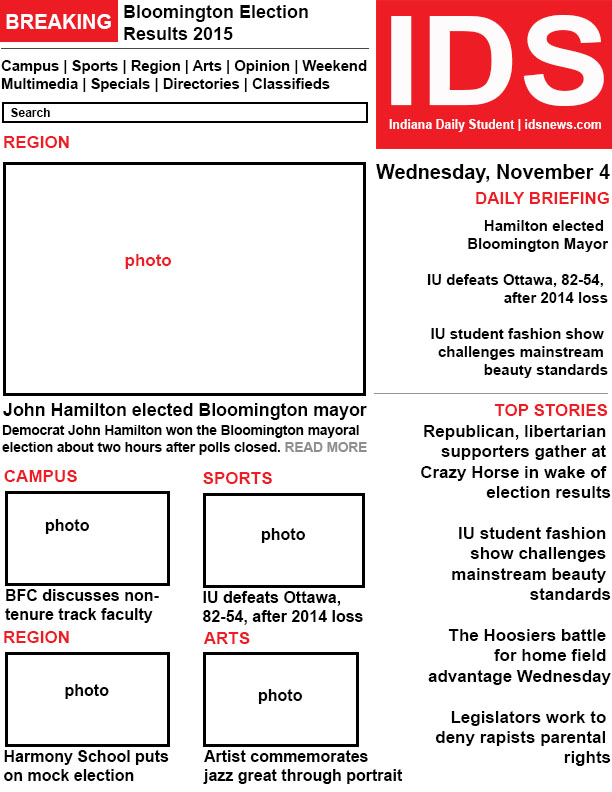 BREAKING
Bloomington Election
Results 2015
Campus | Sports | Region | Arts | Opinion | Weekend
Multimedia | Specials | Directories | Classifieds
Search
IDS
Indiana Daily Student | idsnews.com
REGION
photo
John Hamilton elected Bloomington mayor
Democrat John Hamilton won the Bloomington mayoral
election about two hours after polls closed. READ MORE
CAMPUS
photo
BFC discusses non-
tenure track faculty
SPORTS
photo
IU defeats Ottawa,
82-54, after 2014 loss
REGION
photo
Harmony School puts
on mock election
ARTS
photo
Artist commemorates
jazz great through portrait
Wednesday, November 4
DAILY BRIEFING
Hamilton elected
Bloomington Mayor
IU defeats Ottawa, 82-54,
after 2014 loss
IU student fashion show
challenges mainstream
beauty standards
TOP STORIES
Republican, libertarian
supporters gather at
Crazy Horse in wake of
election results
IU student fashion
show challenges
mainstream beauty
standards
The Hoosiers battle
for home field
advantage Wednesday
Legislators work to
deny rapists parental
rights